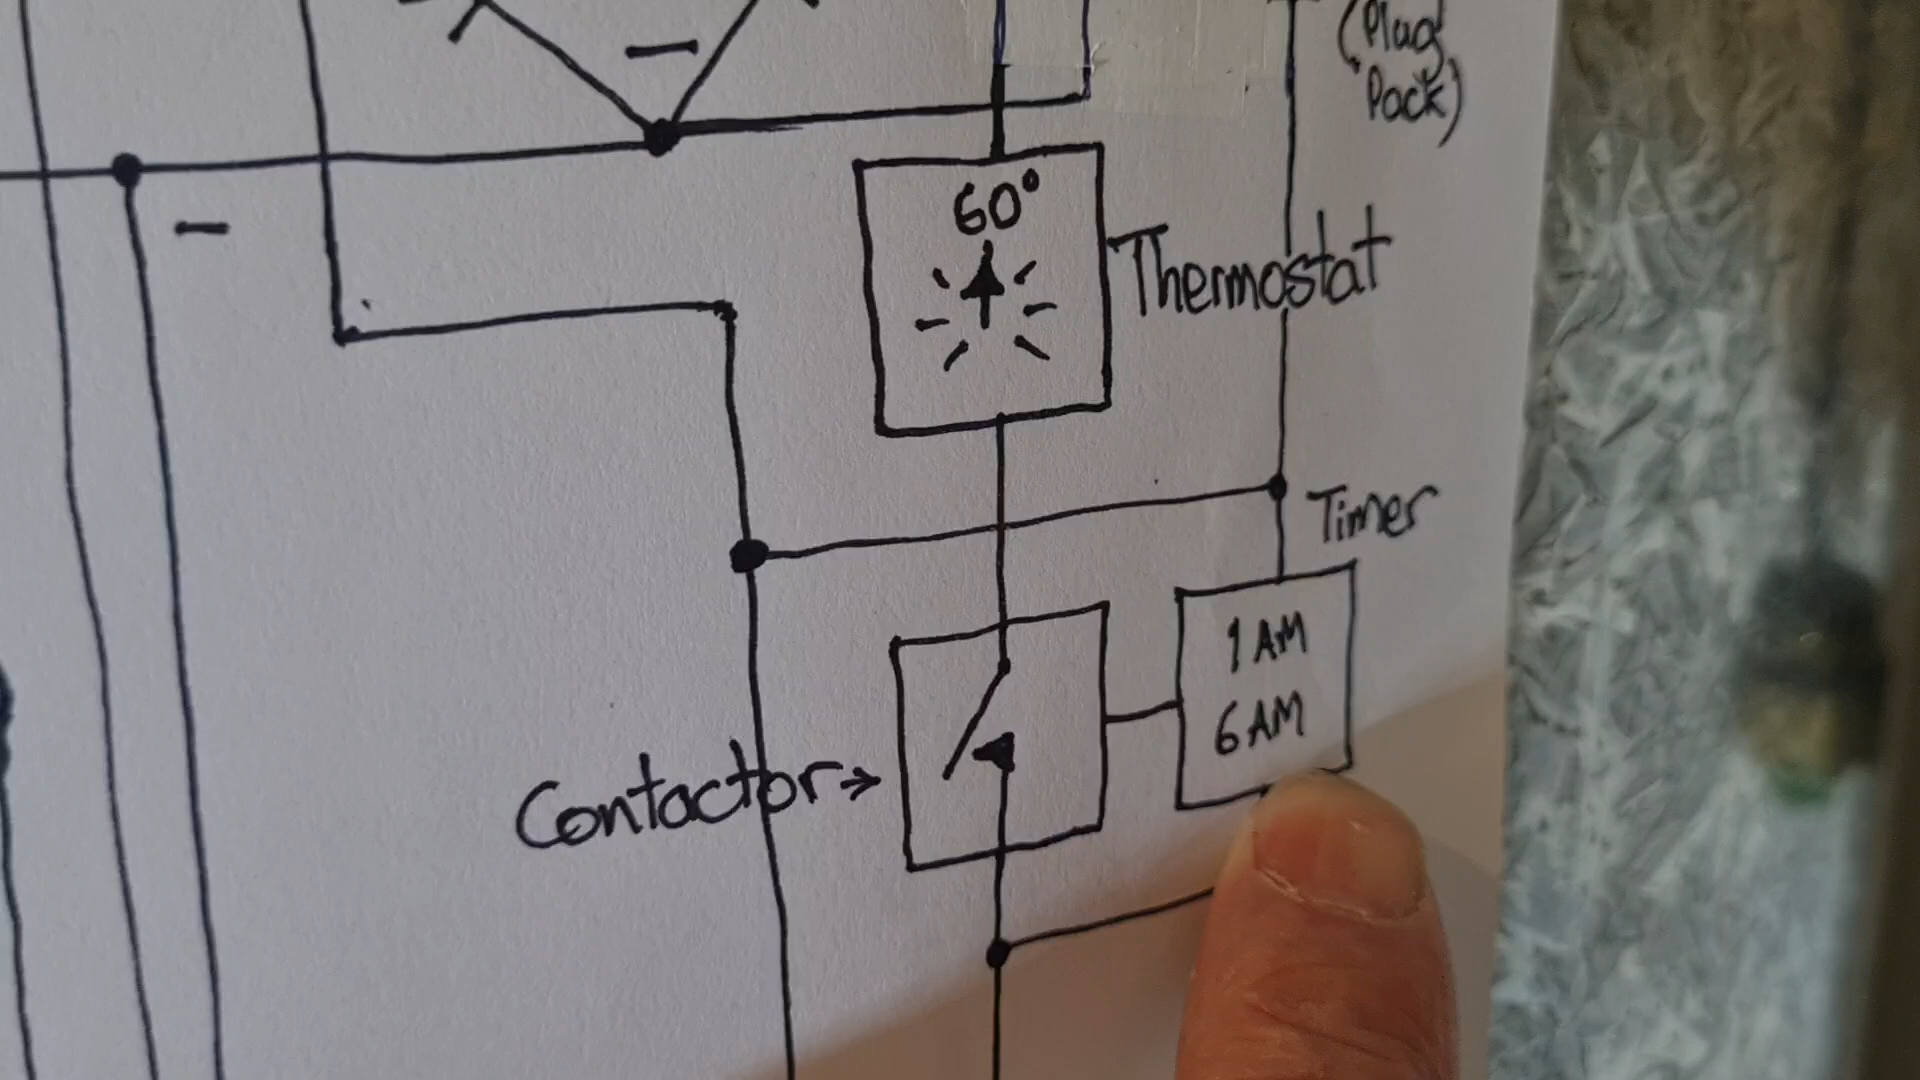 (Plug
Pack)
60°
Thermostat
Timer
1 AM
6 AM
Contactor→